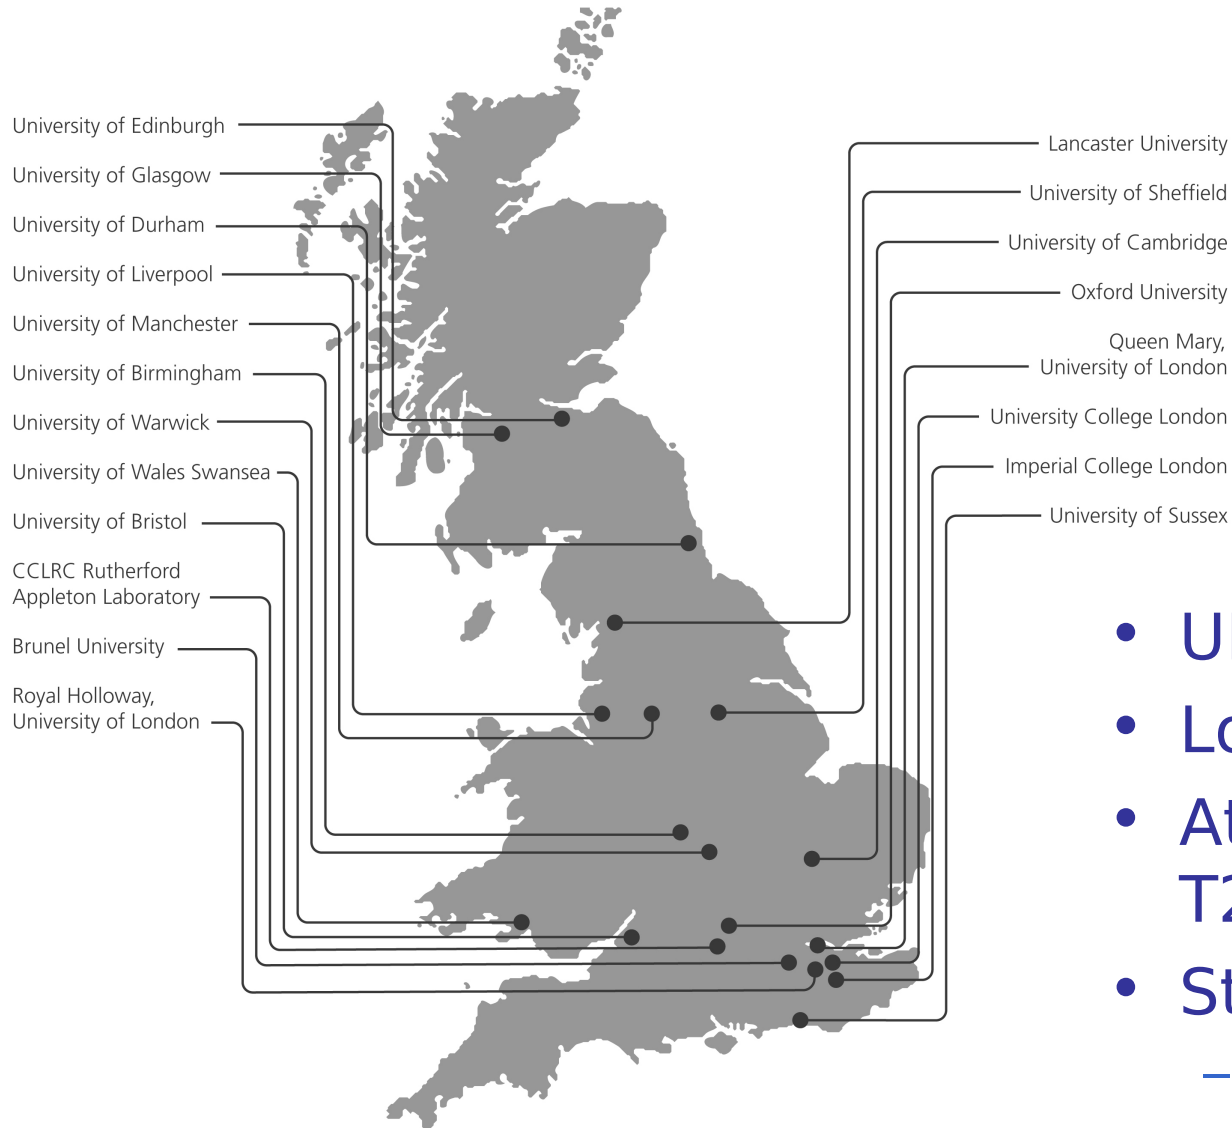 University of Edinburgh
University of Glasgow
University of Durham
University of Liverpool
University of Manchester
University of Birmingham
University of Warwick
University of Wales Swansea
University of Bristol
CCLRC Rutherford
Appleton Laboratory
Brunel University
Royal Holloway,
University of London
Lancaster University
University of Sheffield
University of Cambridge
Oxford University
Queen Mary,
University of London
University College London
Imperial College London
University of Sussex